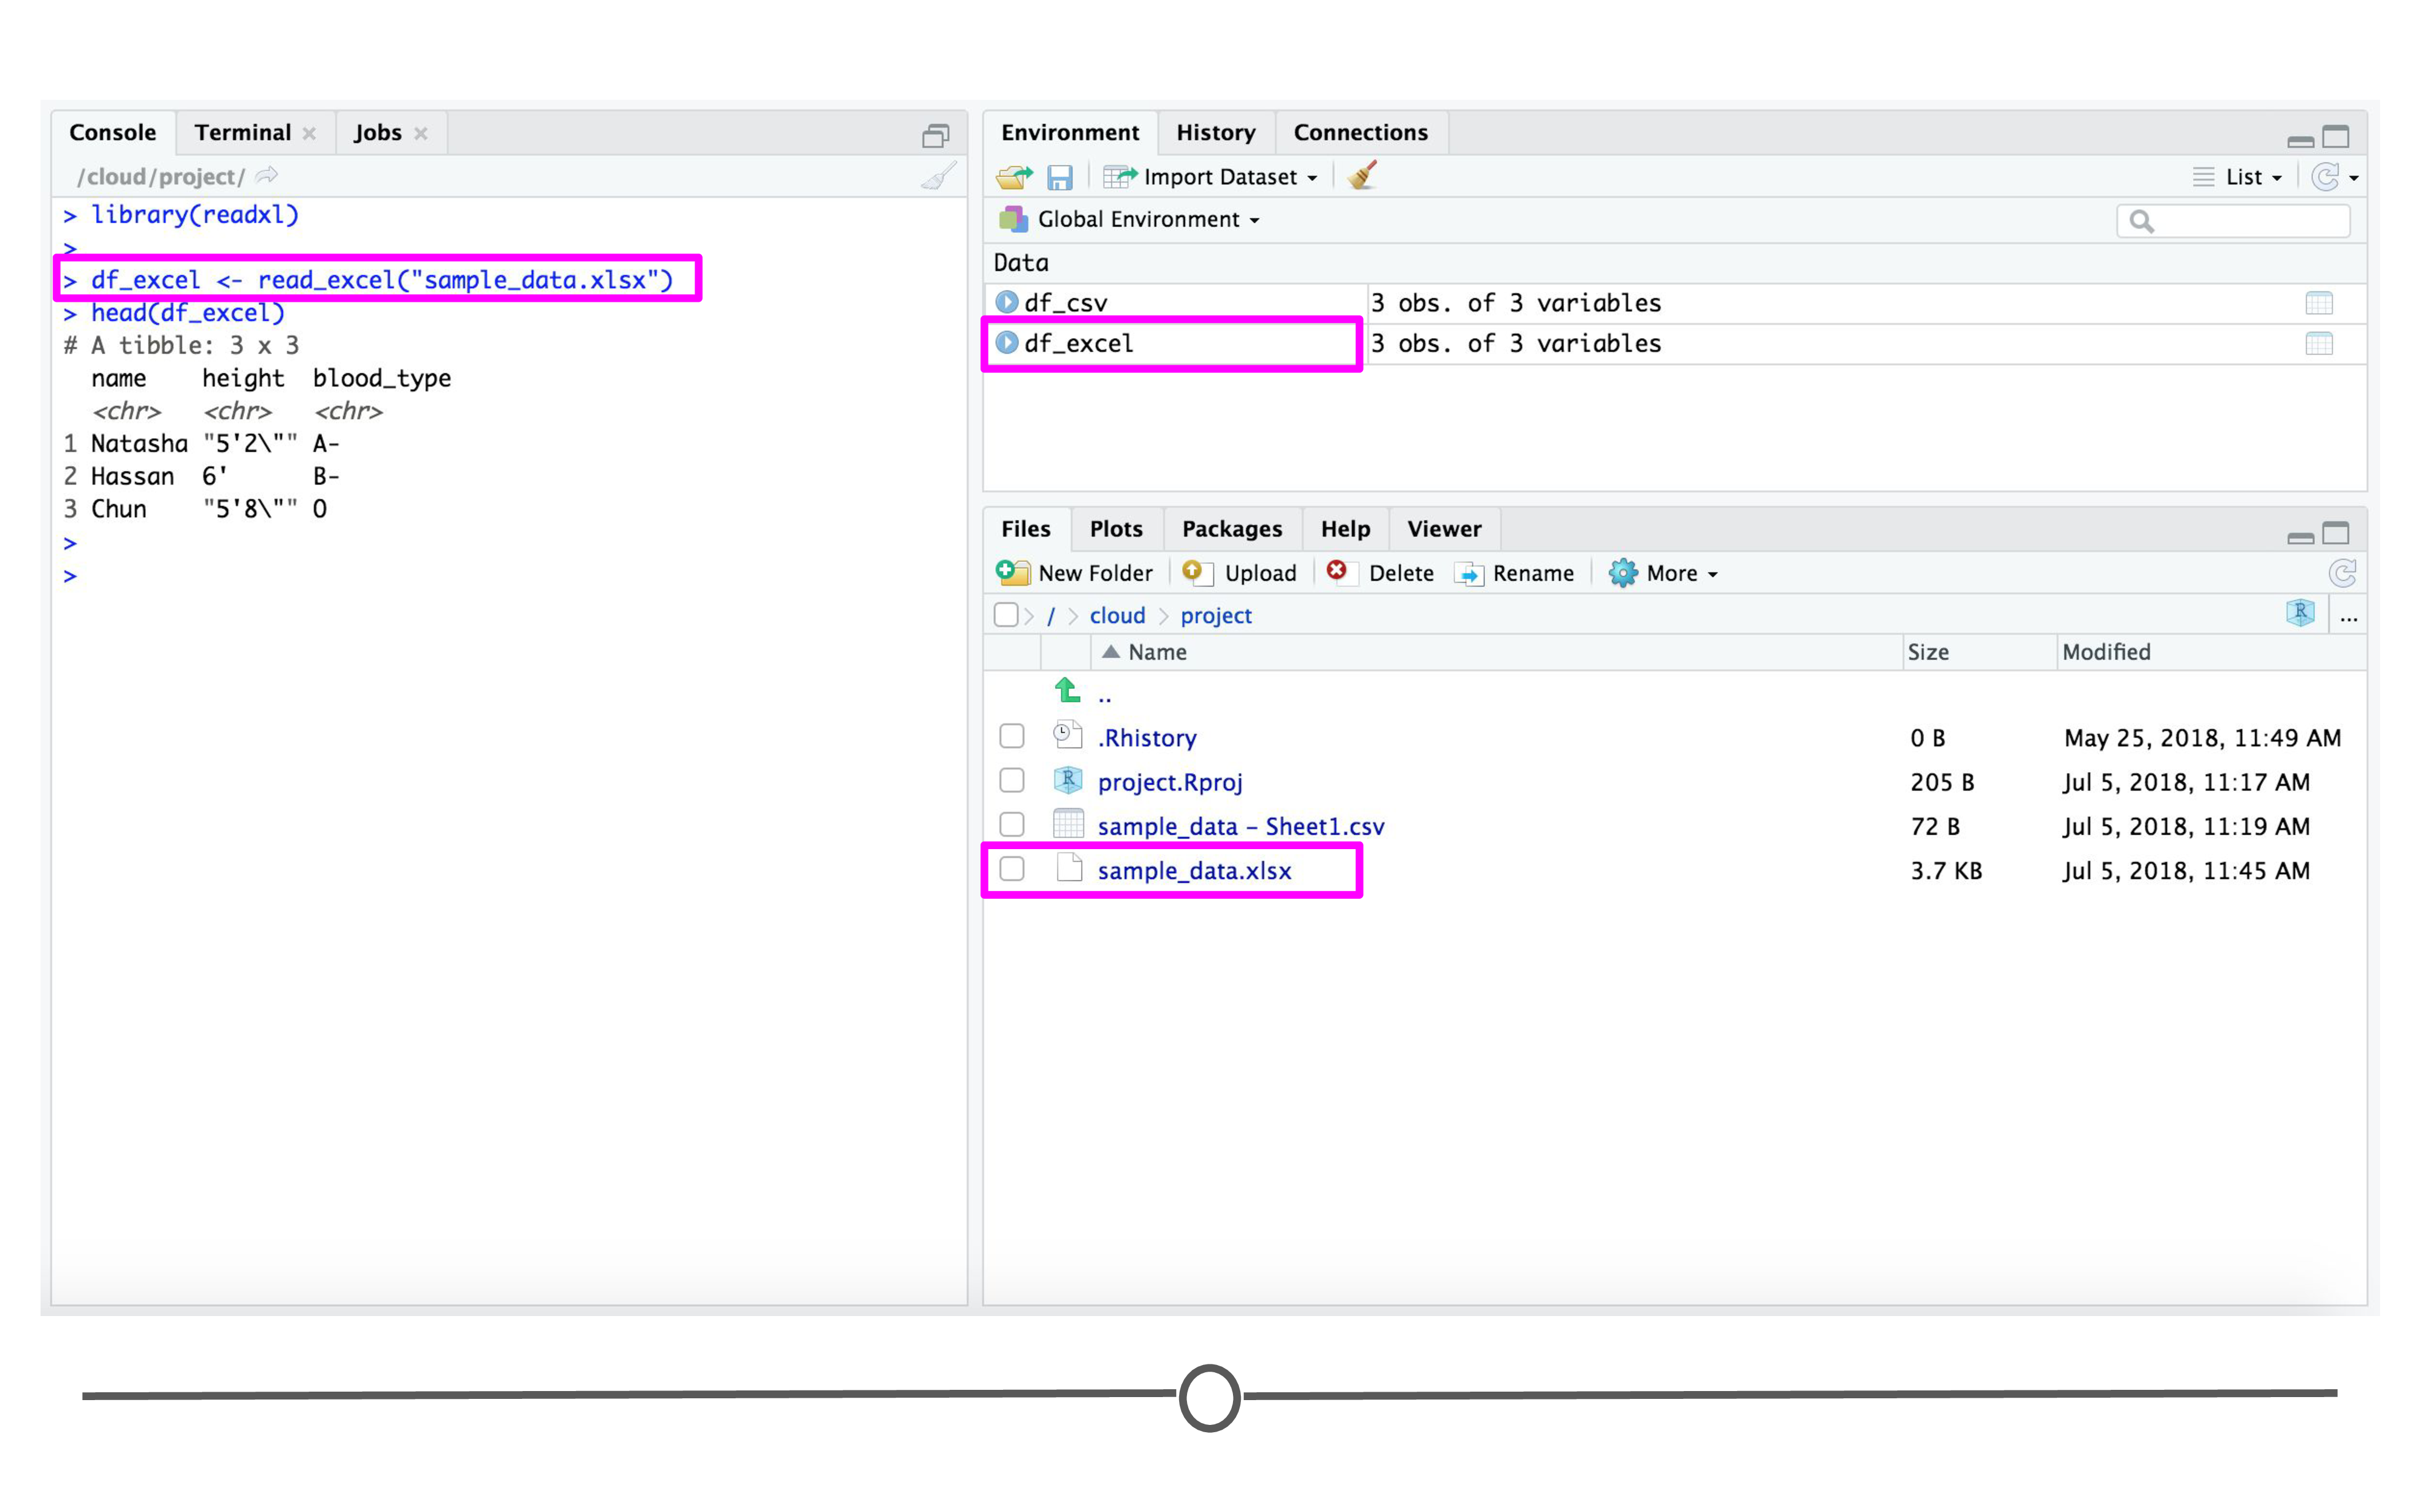 Console Terminal Jobs
/cloud/project/
> library(readxl)
>
> df_excel <- read_excel("sample_data.xlsx")
> head(df_excel)
# A tibble: 3 x 3
name height blood_type
<chr> <chr> <chr>
1 Natasha "5'2\"" A-
2 Hassan 6' B-
3 Chun "5'8\"" O
>
>
Environment History Connections
Import Dataset List
Global Environment
Data
df_csv 3 obs. of 3 variables
df_excel 3 obs. of 3 variables
Files Plots Packages Help Viewer
New Folder Upload Delete Rename More
/ > cloud > project R ...
Name Size Modified
..
.Rhistory 0 B May 25, 2018, 11:49 AM
project.Rproj 205 B Jul 5, 2018, 11:17 AM
sample_data – Sheet1.csv 72 B Jul 5, 2018, 11:19 AM
sample_data.xlsx 3.7 KB Jul 5, 2018, 11:45 AM